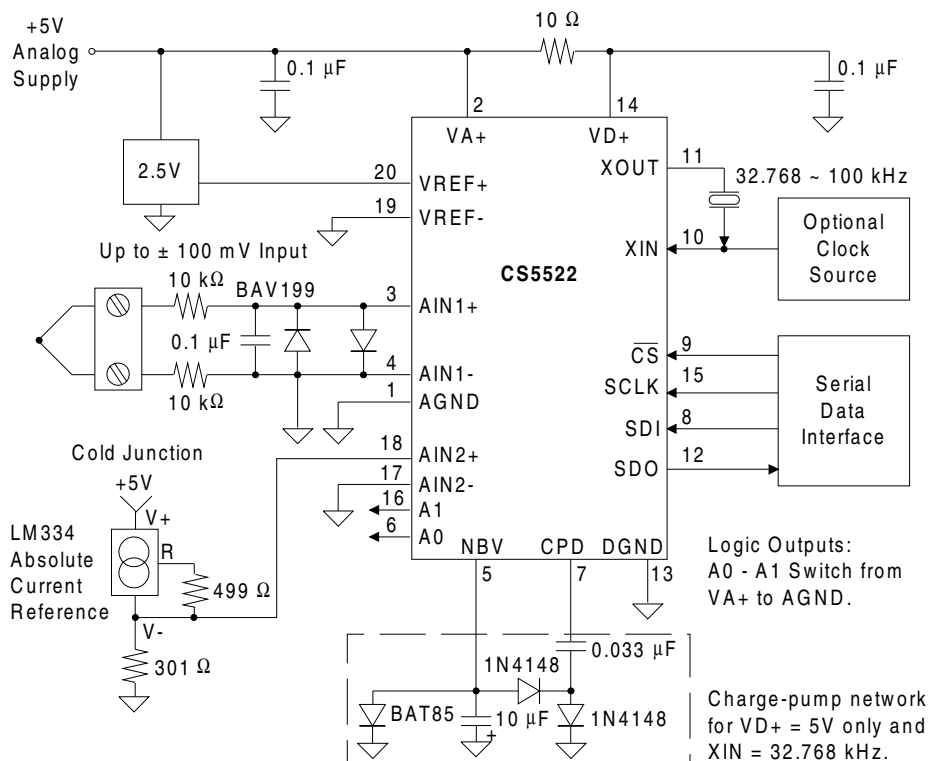 +5V
Analog
Supply
10 Ω
0.1 µF
0.1 µF
2
14
VA+
VD+
2.5V
20
VREF+
19
VREF-
XOUT
11
32.768 ~ 100 kHz
XIN
10
Optional
Clock
Source
CS5522
Up to ± 100 mV Input
10 kΩ
BAV199
3
AIN1+
0.1 µF
4
AIN1-
10 kΩ
1
AGND
CS
9
SCLK
15
SDI
8
SDO
12
Serial
Data
Interface
18
AIN2+
17
AIN2-
16
A1
6
A0
Cold Junction
+5V
V+
LM334
Absolute
Current
Reference
R
499 Ω
V-
301 Ω
NBV
CPD
DGND
5
7
13
Logic Outputs:
A0 - A1 Switch from
VA+ to AGND.
0.033 µF
1N4148
BAT85
10 µF
+
1N4148
Charge-pump network
for VD+ = 5V only and
XIN = 32.768 kHz.